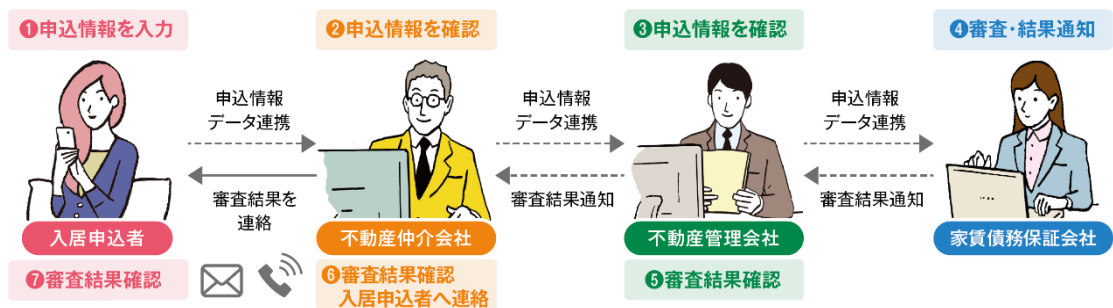 ❶申込情報を入力
❷申込情報を確認
❸申込情報を確認
❹審査・結果通知
申込情報
データ連携
申込情報
データ連携
申込情報
データ連携
審査結果を
連絡
審査結果通知
審査結果通知
入居申込者
不動産仲介会社
不動産管理会社
家賃債務保証会社
❼審査結果確認
❻審査結果確認
入居申込者へ連絡
❺審査結果確認